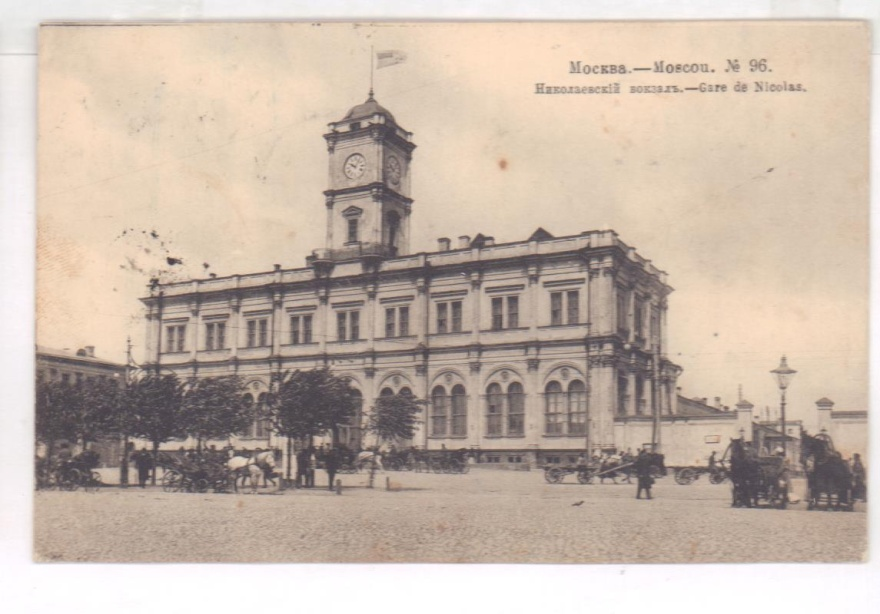 Москва.—Moscou. № 96.
Николаевскій вокзалъ.—Gare de Nicolas.